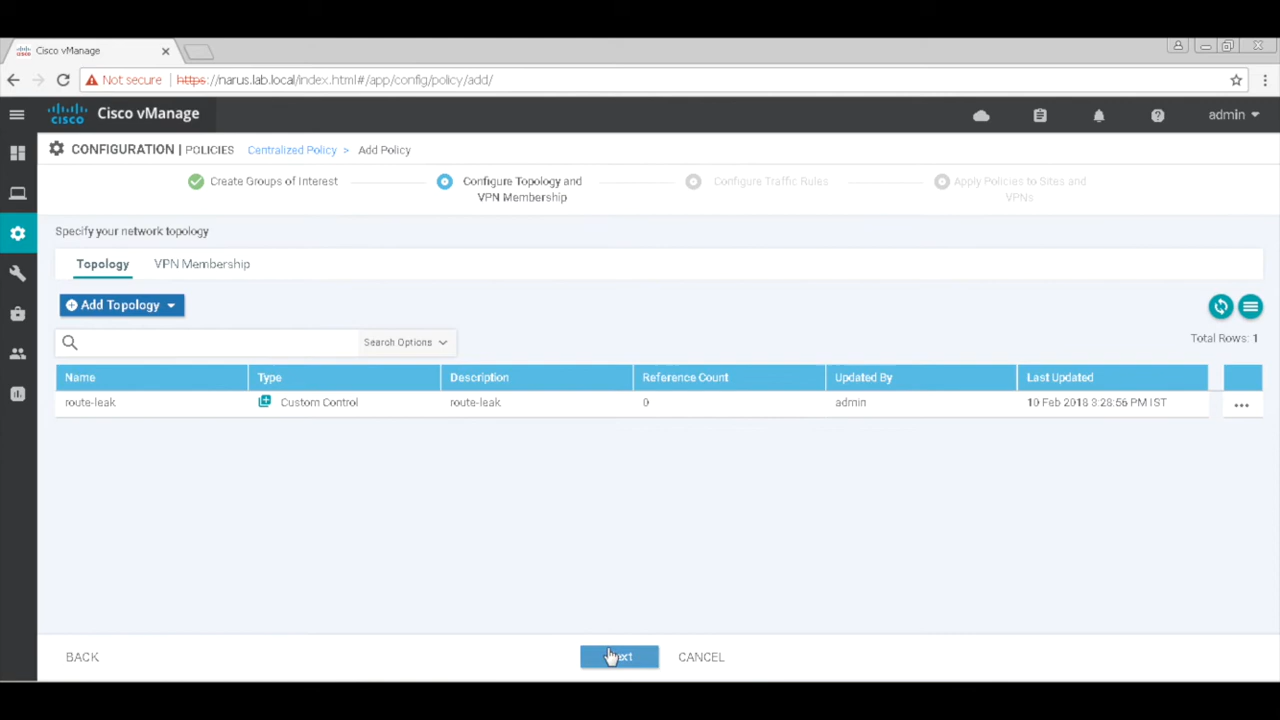 Cisco vManage
Not secure | https://narus.lab.local/index.html#/app/config/policy/add/
CISCO Cisco vManage admin
CONFIGURATION | POLICIES Centralized Policy > Add Policy
Create Groups of Interest
Configure Topology and VPN Membership
Configure Traffic Rules
Apply Policies to Sites and VPNs
Specify your network topology
Topology VPN Membership
Add Topology
Search Options
Total Rows: 1
Name Type Description Reference Count Updated By Last Updated
route-leak Custom Control route-leak 0 admin 10 Feb 2018 3:28:56 PM IST
BACK CANCEL